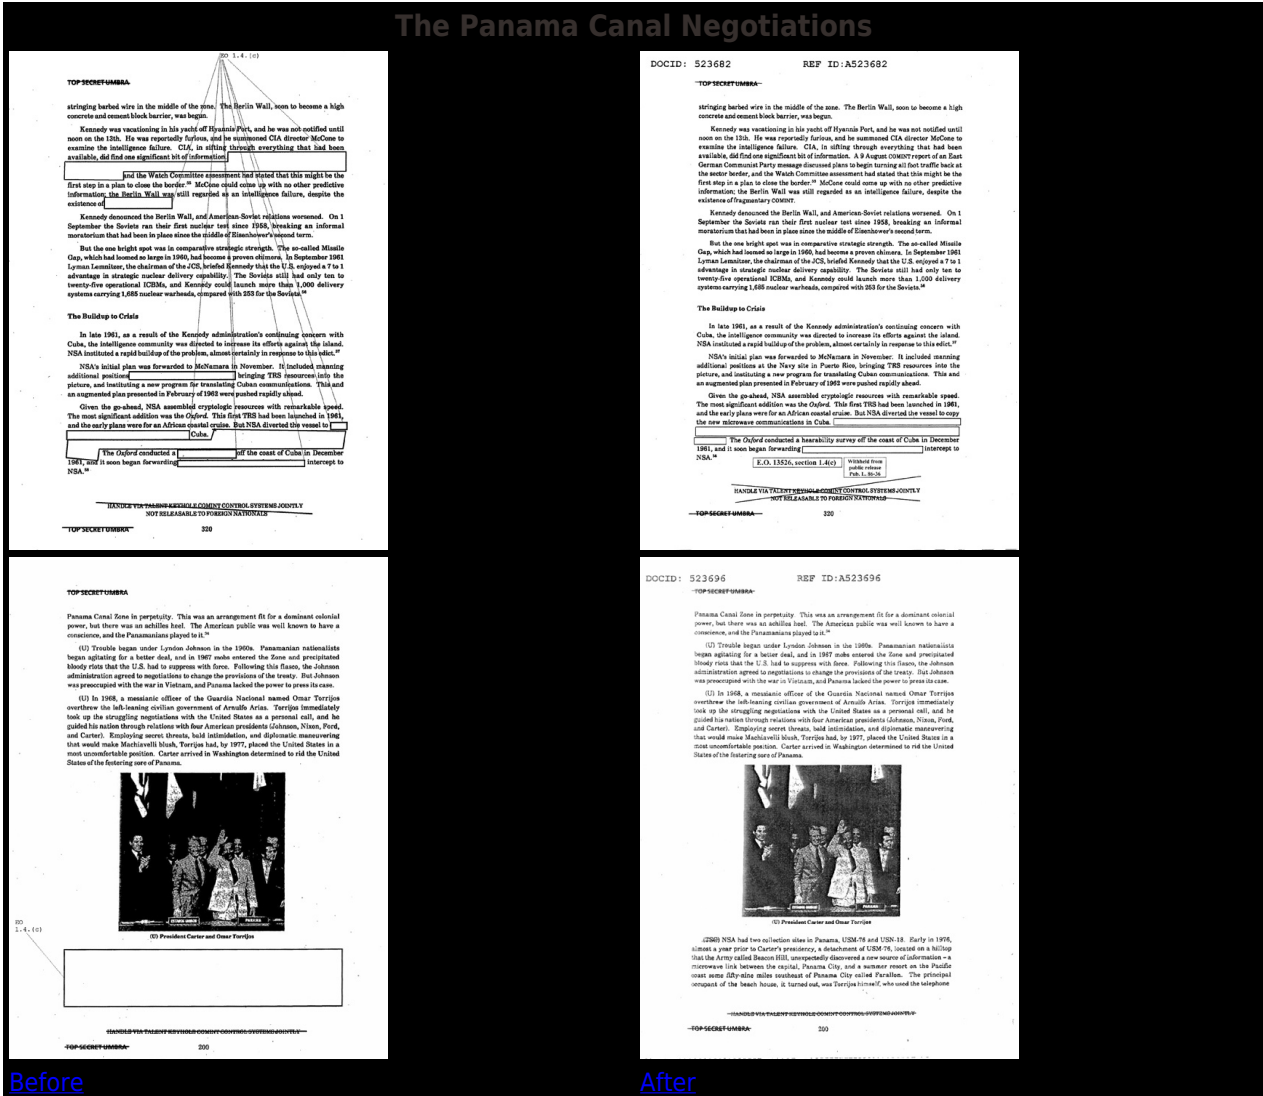 The Panama Canal Negotiations
EO 1.4.(c)
TOP SECRET UMBRA
stringing barbed wire in the middle of the zone. The Berlin Wall, soon to become a high
concrete and cement block barrier, was begun.
Kennedy was vacationing in his yacht off Hyannis Port, and he was not notified until
noon on the 13th. He was reportedly furious, and he summoned CIA director McCone to
examine the intelligence failure. CIA, in sifting through everything that had been
available, did find one significant bit of information
and the Watch Committee assessment had stated that this might be the
first step in a plan to close the border.⁵⁵ McCone could come up with no other predictive
information; the Berlin Wall was still regarded as an intelligence failure, despite the
existence of
Kennedy denounced the Berlin Wall, and American-Soviet relations worsened. On 1
September the Soviets ran their first nuclear test since 1958, breaking an informal
moratorium that had been in place since the middle of Eisenhower's second term.
But the one bright spot was in comparative strategic strength. The so-called Missile
Gap, which had loomed so large in 1960, had become a proven chimera. In September 1961
Lyman Lemnitzer, the chairman of the JCS, briefed Kennedy that the U.S. enjoyed a 7 to 1
advantage in strategic nuclear delivery capability. The Soviets still had only ten to
twenty-five operational ICBMs, and Kennedy could launch more than 1,000 delivery
systems carrying 1,685 nuclear warheads, compared with 253 for the Soviets.⁵⁶
The Buildup to Crisis
In late 1961, as a result of the Kennedy administration's continuing concern with
Cuba, the intelligence community was directed to increase its efforts against the island.
NSA instituted a rapid buildup of the problem, almost certainly in response to this edict.⁵⁷
NSA's initial plan was forwarded to McNamara in November. It included manning
additional positions bringing TRS resources into the
picture, and instituting a new program for translating Cuban communications. This and
an augmented plan presented in February of 1962 were pushed rapidly ahead.
Given the go-ahead, NSA assembled cryptologic resources with remarkable speed.
The most significant addition was the Oxford. This first TRS had been launched in 1961,
and the early plans were for an African coastal cruise. But NSA diverted the vessel to
Cuba.
The Oxford conducted a off the coast of Cuba in December
1961, and it soon began forwarding intercept to
NSA.⁵⁸
HANDLE VIA TALENT KEYHOLE COMINT CONTROL SYSTEMS JOINTLY
NOT RELEASABLE TO FOREIGN NATIONALS
TOP SECRET UMBRA 320
DOCID: 523682 REF ID:A523682
TOP SECRET UMBRA
stringing barbed wire in the middle of the zone. The Berlin Wall, soon to become a high
concrete and cement block barrier, was begun.
Kennedy was vacationing in his yacht off Hyannis Port, and he was not notified until
noon on the 13th. He was reportedly furious, and he summoned CIA director McCone to
examine the intelligence failure. CIA, in sifting through everything that had been
available, did find one significant bit of information. A 9 August COMINT report of an East
German Communist Party message discussed plans to begin turning all foot traffic back at
the sector border, and the Watch Committee assessment had stated that this might be the
first step in a plan to close the border.⁵⁵ McCone could come up with no other predictive
information; the Berlin Wall was still regarded as an intelligence failure, despite the
existence of fragmentary COMINT.
Kennedy denounced the Berlin Wall, and American-Soviet relations worsened. On 1
September the Soviets ran their first nuclear test since 1958, breaking an informal
moratorium that had been in place since the middle of Eisenhower's second term.
But the one bright spot was in comparative strategic strength. The so-called Missile
Gap, which had loomed so large in 1960, had become a proven chimera. In September 1961
Lyman Lemnitzer, the chairman of the JCS, briefed Kennedy that the U.S. enjoyed a 7 to 1
advantage in strategic nuclear delivery capability. The Soviets still had only ten to
twenty-five operational ICBMs, and Kennedy could launch more than 1,000 delivery
systems carrying 1,685 nuclear warheads, compared with 253 for the Soviets.⁵⁶
The Buildup to Crisis
In late 1961, as a result of the Kennedy administration's continuing concern with
Cuba, the intelligence community was directed to increase its efforts against the island.
NSA instituted a rapid buildup of the problem, almost certainly in response to this edict.⁵⁷
NSA's initial plan was forwarded to McNamara in November. It included manning
additional positions at the Navy site in Puerto Rico, bringing TRS resources into the
picture, and instituting a new program for translating Cuban communications. This and
an augmented plan presented in February of 1962 were pushed rapidly ahead.
Given the go-ahead, NSA assembled cryptologic resources with remarkable speed.
The most significant addition was the Oxford. This first TRS had been launched in 1961,
and the early plans were for an African coastal cruise. But NSA diverted the vessel to copy
the new microwave communications in Cuba.
The Oxford conducted a hearability survey off the coast of Cuba in December
1961, and it soon began forwarding intercept to
NSA.⁵⁸
E.O. 13526, section 1.4(c)
Withheld from
public release
Pub. L. 86-36
HANDLE VIA TALENT KEYHOLE COMINT CONTROL SYSTEMS JOINTLY
NOT RELEASABLE TO FOREIGN NATIONALS
TOP SECRET UMBRA 320
TOP SECRET UMBRA
Panama Canal Zone in perpetuity. This was an arrangement fit for a dominant colonial
power, but there was an achilles heel. The American public was well known to have a
conscience, and the Panamanians played to it.²⁴
(U) Trouble began under Lyndon Johnson in the 1960s. Panamanian nationalists
began agitating for a better deal, and in 1967 mobs entered the Zone and precipitated
bloody riots that the U.S. had to suppress with force. Following this fiasco, the Johnson
administration agreed to negotiations to change the provisions of the treaty. But Johnson
was preoccupied with the war in Vietnam, and Panama lacked the power to press its case.
(U) In 1968, a messianic officer of the Guardia Nacional named Omar Torrijos
overthrew the left-leaning civilian government of Arnulfo Arias. Torrijos immediately
took up the struggling negotiations with the United States as a personal call, and he
guided his nation through relations with four American presidents (Johnson, Nixon, Ford,
and Carter). Employing secret threats, bald intimidation, and diplomatic maneuvering
that would make Machiavelli blush, Torrijos had, by 1977, placed the United States in a
most uncomfortable position. Carter arrived in Washington determined to rid the United
States of the festering sore of Panama.
PANAMA
(U) President Carter and Omar Torrijos
EO
1.4.(c)
HANDLE VIA TALENT KEYHOLE COMINT CONTROL SYSTEMS JOINTLY
TOP SECRET UMBRA 200
DOCID: 523696 REF ID:A523696
TOP SECRET UMBRA
Panama Canal Zone in perpetuity. This was an arrangement fit for a dominant colonial
power, but there was an achilles heel. The American public was well known to have a
conscience, and the Panamanians played to it.²⁴
(U) Trouble began under Lyndon Johnson in the 1960s. Panamanian nationalists
began agitating for a better deal, and in 1967 mobs entered the Zone and precipitated
bloody riots that the U.S. had to suppress with force. Following this fiasco, the Johnson
administration agreed to negotiations to change the provisions of the treaty. But Johnson
was preoccupied with the war in Vietnam, and Panama lacked the power to press its case.
(U) In 1968, a messianic officer of the Guardia Nacional named Omar Torrijos
overthrew the left-leaning civilian government of Arnulfo Arias. Torrijos immediately
took up the struggling negotiations with the United States as a personal call, and he
guided his nation through relations with four American presidents (Johnson, Nixon, Ford,
and Carter). Employing secret threats, bald intimidation, and diplomatic maneuvering
that would make Machiavelli blush, Torrijos had, by 1977, placed the United States in a
most uncomfortable position. Carter arrived in Washington determined to rid the United
States of the festering sore of Panama.
PANAMA
(U) President Carter and Omar Torrijos
NSA had two collection sites in Panama, USM-76 and USN-18. Early in 1976,
almost a year prior to Carter's presidency, a detachment of USM-76, located on a hilltop
that the Army called Beacon Hill, unexpectedly discovered a new source of information – a
microwave link between the capital, Panama City, and a summer resort on the Pacific
coast some fifty-nine miles southeast of Panama City called Farallon. The principal
occupant of the beach house, it turned out, was Torrijos himself, who used the telephone
HANDLE VIA TALENT KEYHOLE COMINT CONTROL SYSTEMS JOINTLY
TOP SECRET UMBRA 200
Before
After